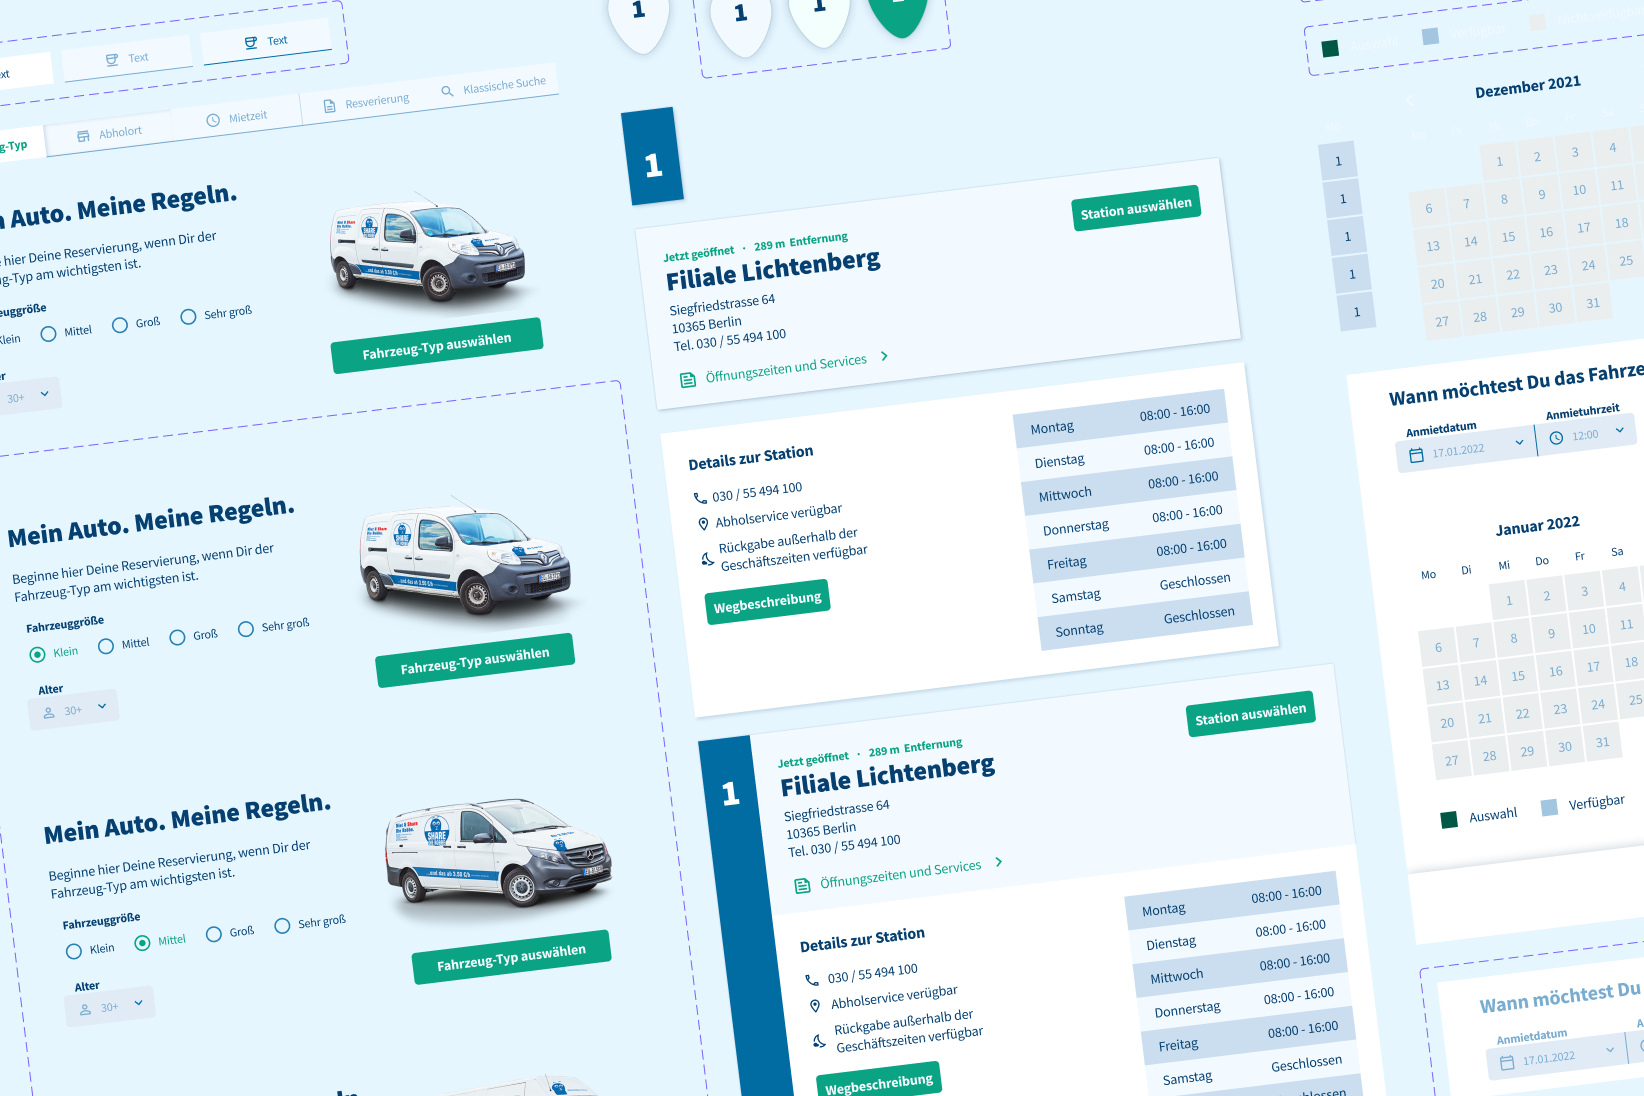 ext
Text
Text
g-Typ
Abholort
Mietzeit
Resverierung
Klassische Suche
n Auto. Meine Regeln.
hier Deine Reservierung, wenn Dir der
ug-Typ am wichtigsten ist.
euggröße
Klein
Mittel
Groß
Sehr groß
er
30+
Fahrzeug-Typ auswählen
Mein Auto. Meine Regeln.
Beginne hier Deine Reservierung, wenn Dir der
Fahrzeug-Typ am wichtigsten ist.
Fahrzeuggröße
Klein
Mittel
Groß
Sehr groß
Alter
30+
Fahrzeug-Typ auswählen
Mein Auto. Meine Regeln.
Beginne hier Deine Reservierung, wenn Dir der
Fahrzeug-Typ am wichtigsten ist.
Fahrzeuggröße
Klein
Mittel
Groß
Sehr groß
Alter
30+
SHARE
Fahrzeug-Typ auswählen
1
1
1
1
1
Station auswählen
Jetzt geöffnet · 289 m Entfernung
Filiale Lichtenberg
Siegfriedstrasse 64
10365 Berlin
Tel. 030 / 55 494 100
Öffnungszeiten und Services
Details zur Station
030 / 55 494 100
Abholservice verügbar
Rückgabe außerhalb der
Geschäftszeiten verfügbar
Wegbeschreibung
Montag 08:00 - 16:00
Dienstag 08:00 - 16:00
Mittwoch 08:00 - 16:00
Donnerstag 08:00 - 16:00
Freitag 08:00 - 16:00
Samstag Geschlossen
Sonntag Geschlossen
1
Station auswählen
Jetzt geöffnet · 289 m Entfernung
Filiale Lichtenberg
Siegfriedstrasse 64
10365 Berlin
Tel. 030 / 55 494 100
Öffnungszeiten und Services
Details zur Station
030 / 55 494 100
Abholservice verügbar
Rückgabe außerhalb der
Geschäftszeiten verfügbar
Wegbeschreibung
Montag 08:00 - 16:00
Dienstag 08:00 - 16:00
Mittwoch 08:00 - 16:00
Donnerstag 08:00 - 16:00
Freitag 08:00 - 16:00
Samstag Geschlossen
Dezember 2021
1
1
1
1
1
1 2 3 4
6 7 8 9 10 11
13 14 15 16 17 18
20 21 22 23 24 25
27 28 29 30 31
Wann möchtest Du das Fahrze
Anmietdatum Anmietuhrzeit
17.01.2022 12:00
Januar 2022
Mo Di Mi Do Fr Sa
1 2 3 4
6 7 8 9 10 11
13 14 15 16 17 18
20 21 22 23 24 25
27 28 29 30 31
Auswahl Verfügbar
Wann möchtest Du
Anmietdatum
17.01.2022